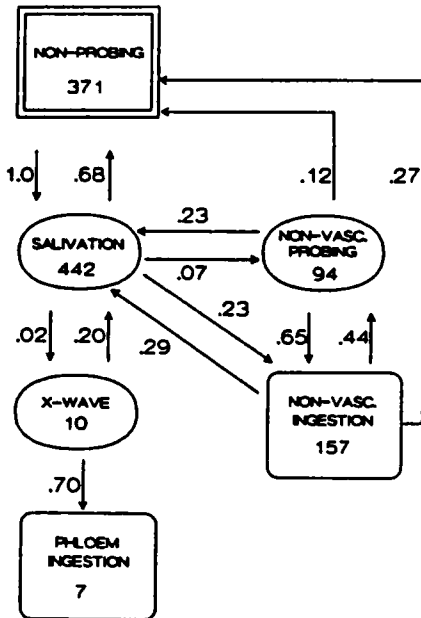 NON-PROBING
371
1.0
.68
.12
.27
.23
SALIVATION
442
NON-VASC.
PROBING
94
.07
.23
.02
.20
.29
.65
.44
X-WAVE
10
NON-VASC.
INGESTION
157
.70
PHLOEM
INGESTION
7